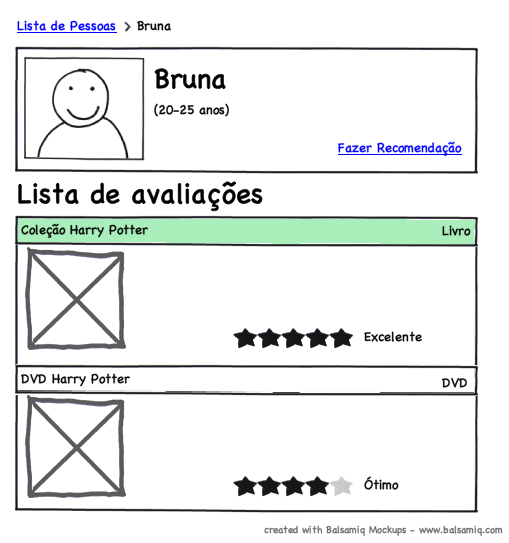 Lista de Pessoas > Bruna
Bruna
(20-25 anos)
Fazer Recomendação
Lista de avaliações
Coleção Harry Potter Livro
Excelente
DVD Harry Potter DVD
Ótimo
created with Balsamiq Mockups - www.balsamiq.com